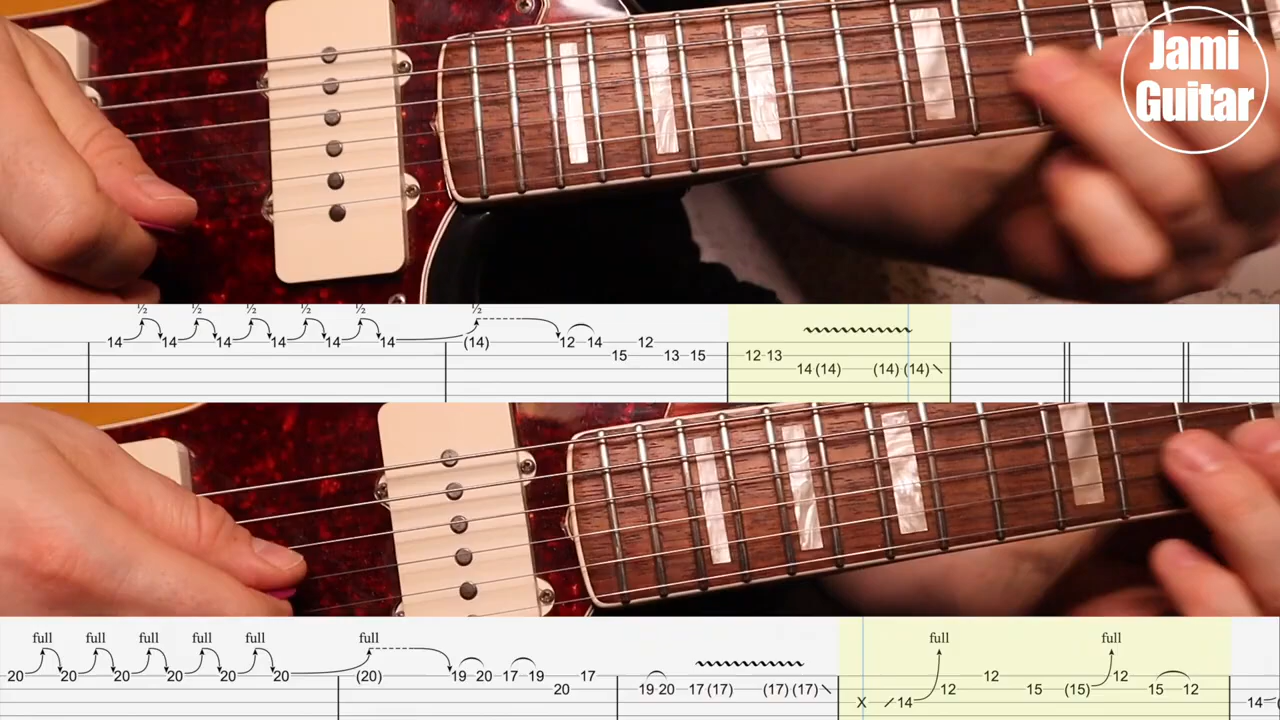 Jami
Guitar
½ ½ ½ ½ ½ ½
14 14 14 14 14 14 (14) 12 14 12 12 13
15 13 15
14 (14) (14) (14)
full full full full full full
20 20 20 20 20 20 (20) 19 20 17 19 17
20 19 20 17 (17) (17) (17)
full full
12 12
12 15 (15) 15 12
X 14 14